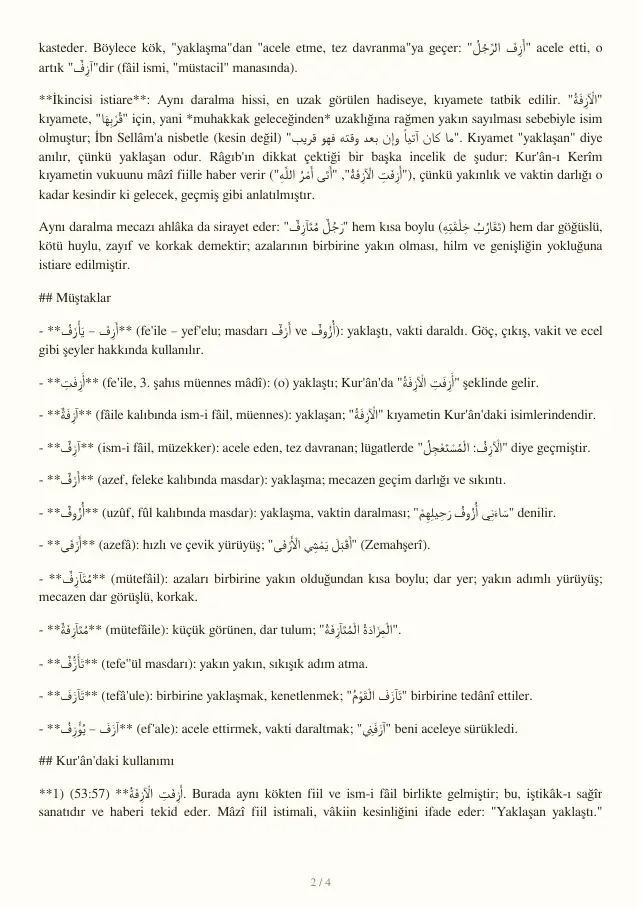 kasteder. Böylece kök, "yaklaşma"dan "acele etme, tez davranma"ya geçer: "أَزِفَ الرَّجُلُ" acele etti, o
artık "آزِفٌ"dir (fâil ismi, "müstacil" manasında).
**İkincisi istiare**: Aynı daralma hissi, en uzak görülen hadiseye, kıyamete tatbik edilir. "الْآزِفَةُ"
kıyamete, "قُرْبِهَا" için, yani *muhakkak geleceğinden* uzaklığına rağmen yakın sayılması sebebiyle isim
olmuştur; İbn Sellâm'a nisbetle (kesin değil) "ما كان آتياً وإن بعد وقته فهو قريب". Kıyamet "yaklaşan" diye
anılır, çünkü yaklaşan odur. Râgıb'ın dikkat çektiği bir başka incelik de şudur: Kur'ân-ı Kerîm
kıyametin vukuunu mâzî fiille haber verir ("أَزِفَتِ الْآزِفَةُ", "أَتَى أَمْرُ اللَّهِ"), çünkü yakınlık ve vaktin darlığı o
kadar kesindir ki gelecek, geçmiş gibi anlatılmıştır.
Aynı daralma mecazı ahlâka da sirayet eder: "رَجُلٌ مُتَآزِفٌ" hem kısa boylu (تَقَارُبُ خِلْقَتِهِ) hem dar göğüslü,
kötü huylu, zayıf ve korkak demektir; azalarının birbirine yakın olması, hilm ve genişliğin yokluğuna
istiare edilmiştir.
## Müştaklar
- **أَزِفَ – يَأْزَفُ** (fe'ile – yef'elu; masdarı أَزَفٌ ve أُزُوفٌ): yaklaştı, vakti daraldı. Göç, çıkış, vakit ve ecel
gibi şeyler hakkında kullanılır.
- **أَزِفَتِ** (fe'ile, 3. şahıs müennes mâdî): (o) yaklaştı; Kur'ân'da "أَزِفَتِ الْآزِفَةُ" şeklinde gelir.
- **آزِفَةٌ** (fâile kalıbında ism-i fâil, müennes): yaklaşan; "الْآزِفَةُ" kıyametin Kur'ân'daki isimlerindendir.
- **آزِفٌ** (ism-i fâil, müzekker): acele eden, tez davranan; lügatlerde "الْآزِفُ: الْمُسْتَعْجِلُ" diye geçmiştir.
- **أَزَفٌ** (azef, feleke kalıbında masdar): yaklaşma; mecazen geçim darlığı ve sıkıntı.
- **أُزُوفٌ** (uzûf, fûl kalıbında masdar): yaklaşma, vaktin daralması; "سَاءَنِي أُزُوفُ رَحِيلِهِمْ" denilir.
- **أَزَفَى** (azefâ): hızlı ve çevik yürüyüş; "أَقْبَلَ يَمْشِي الْأَزَفَى" (Zemahşerî).
- **مُتَآزِفٌ** (mütefâil): azaları birbirine yakın olduğundan kısa boylu; dar yer; yakın adımlı yürüyüş;
mecazen dar görüşlü, korkak.
- **مُتَآزِفَةٌ** (mütefâile): küçük görünen, dar tulum; "الْمِزَادَةُ الْمُتَآزِفَةُ".
- **تَأَزُّفٌ** (tefe''ül masdarı): yakın yakın, sıkışık adım atma.
- **تَآزَفَ** (tefâ'ule): birbirine yaklaşmak, kenetlenmek; "تَآزَفَ الْقَوْمُ" birbirine tedânî ettiler.
- **آزَفَ – يُؤْزِفُ** (ef'ale): acele ettirmek, vakti daraltmak; "آزَفَنِي" beni aceleye sürükledi.
## Kur'ân'daki kullanımı
**1) (53:57) **أَزِفَتِ الْآزِفَةُ. Burada aynı kökten fiil ve ism-i fâil birlikte gelmiştir; bu, iştikâk-ı sağîr
sanatıdır ve haberi tekid eder. Mâzî fiil istimali, vâkiin kesinliğini ifade eder: "Yaklaşan yaklaştı."
2 / 4